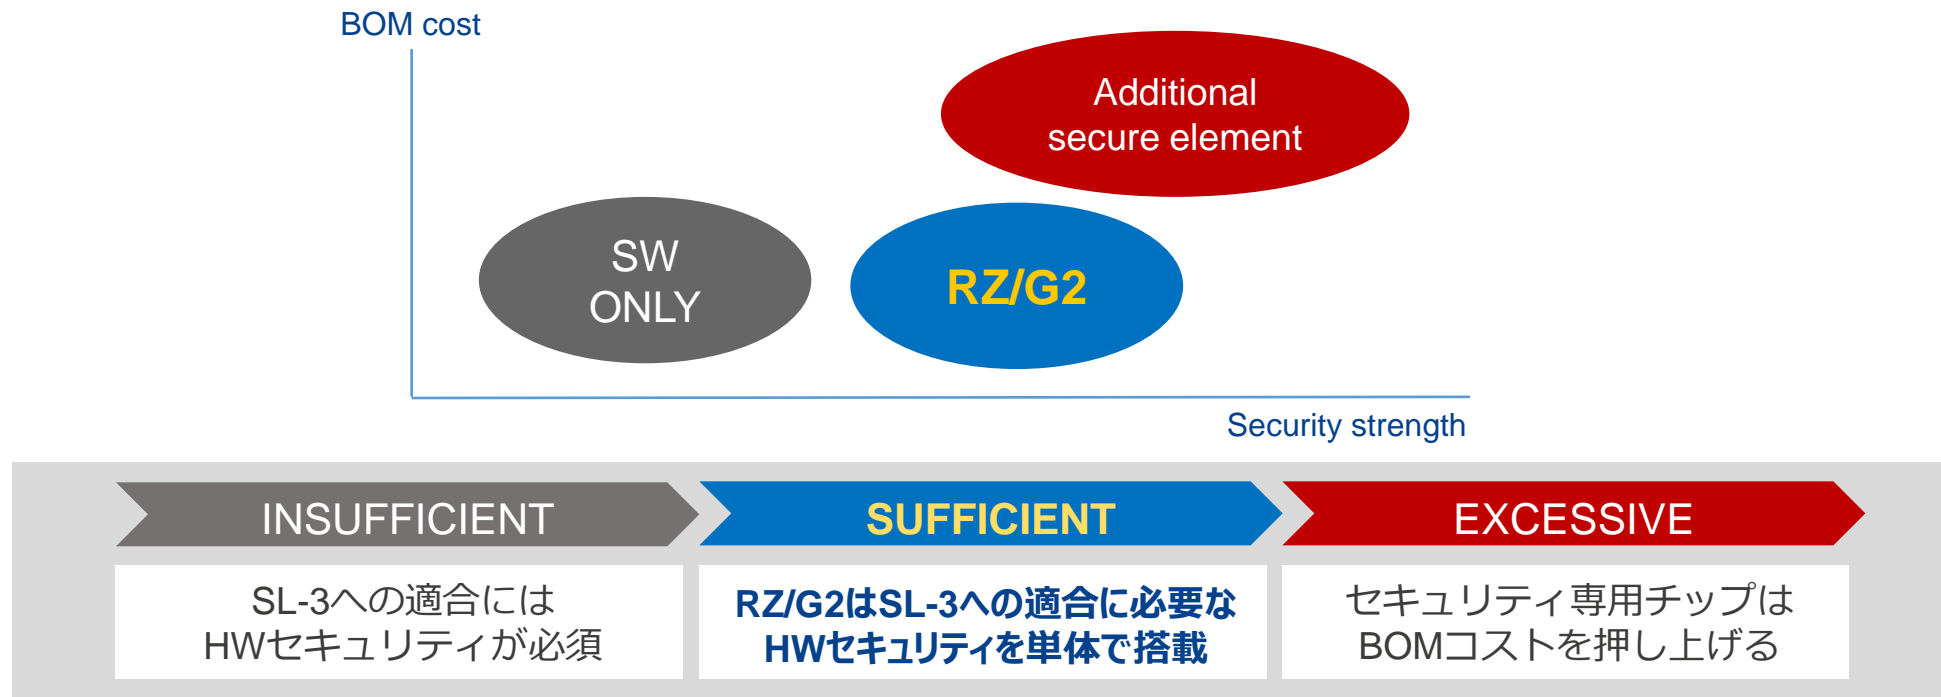 BOM cost
Additional
secure element
SW
ONLY
RZ/G2
Security strength
INSUFFICIENT
SUFFICIENT
EXCESSIVE
SL-3への適合には
HWセキュリティが必須
RZ/G2はSL-3への適合に必要な
HWセキュリティを単体で搭載
セキュリティ専用チップは
BOMコストを押し上げる